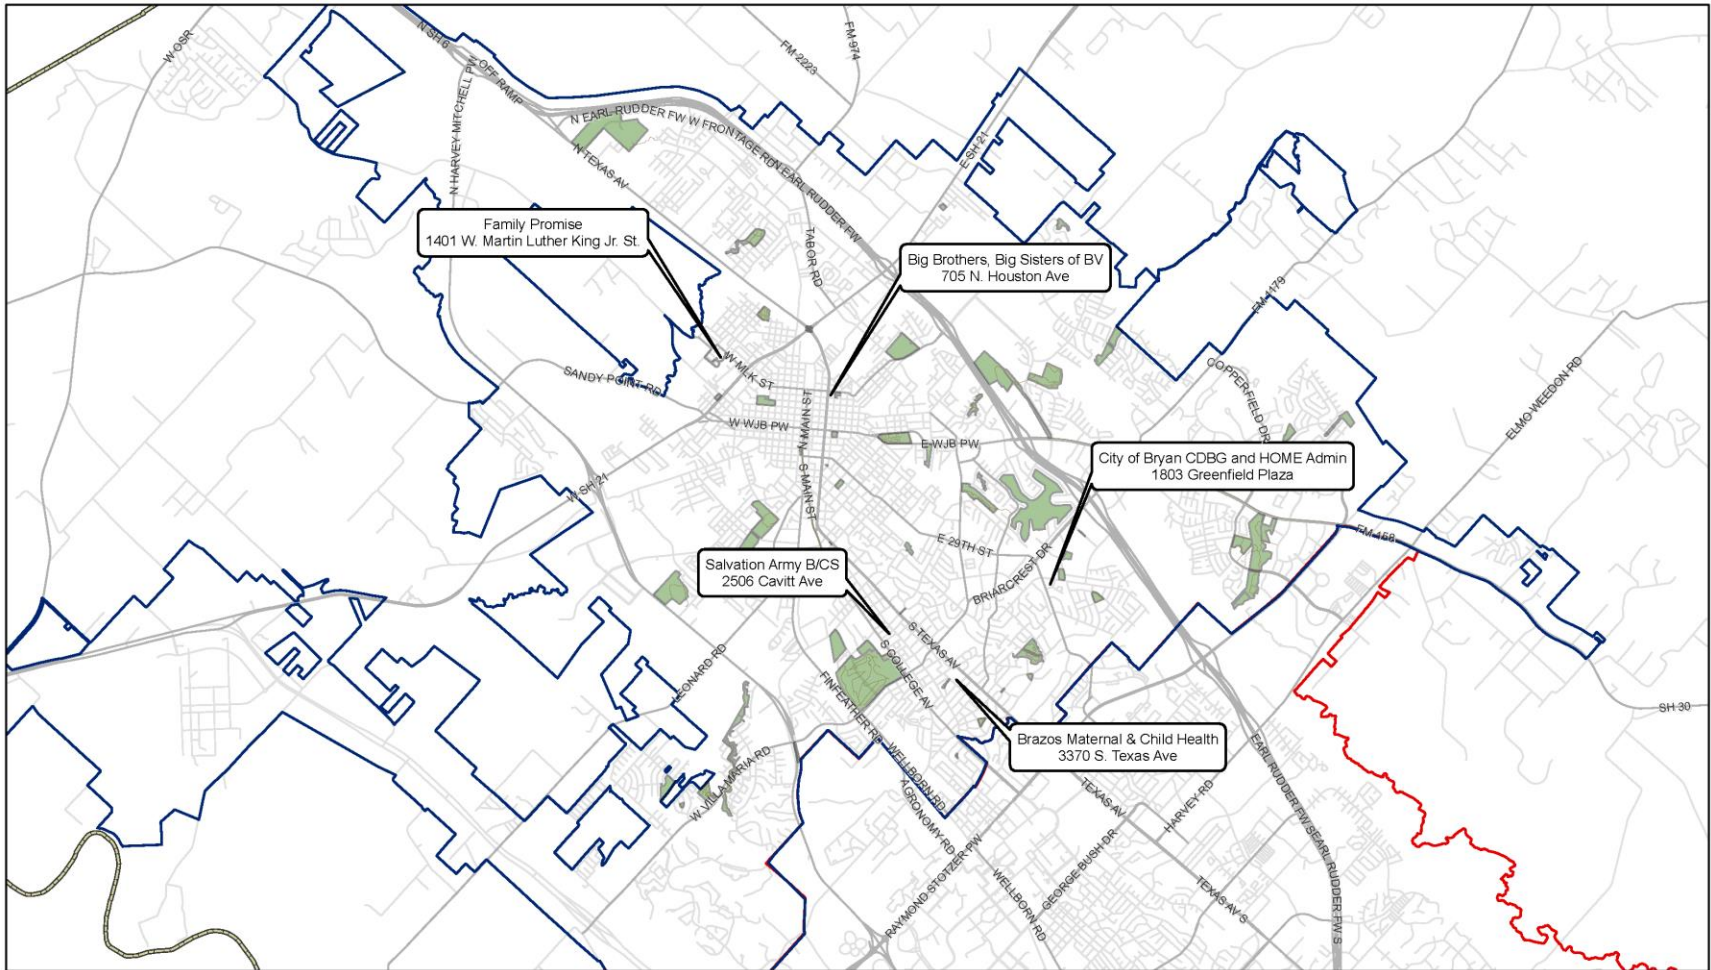 W OSR
N SH 6
OFF RAMP
FM 2223
FM 974
N HARVEY MITCHELL PW
N EARL RUDDER FW W FRONTAGE RD
N EARL RUDDER FW
N TEXAS AV
E SH 21
TABOR RD
Family Promise
1401 W. Martin Luther King Jr. St.
Big Brothers, Big Sisters of BV
705 N. Houston Ave
FM 1179
W MLK ST
SANDY POINT RD
COPPERFIELD DR
ELMO WEEDON RD
N MAIN ST
W WJB PW
E WJB PW
City of Bryan CDBG and HOME Admin
1803 Greenfield Plaza
W SH 21
S MAIN ST
E 29TH ST
FM 158
Salvation Army B/CS
2506 Cavitt Ave
BRIARCREST DR
S TEXAS AV
S COLLEGE AV
LEONARD RD
FINFEATHER RD
SH 30
Brazos Maternal & Child Health
3370 S. Texas Ave
W VILLA MARIA RD
WELLBORN RD
AGRONOMY RD
TEXAS AV
HARVEY RD
EARL RUDDER FW S
EARL RUDDER FW S
GEORGE BUSH DR
RAYMOND STOTZER PW
WELLBORN RD
TEXAS AV S